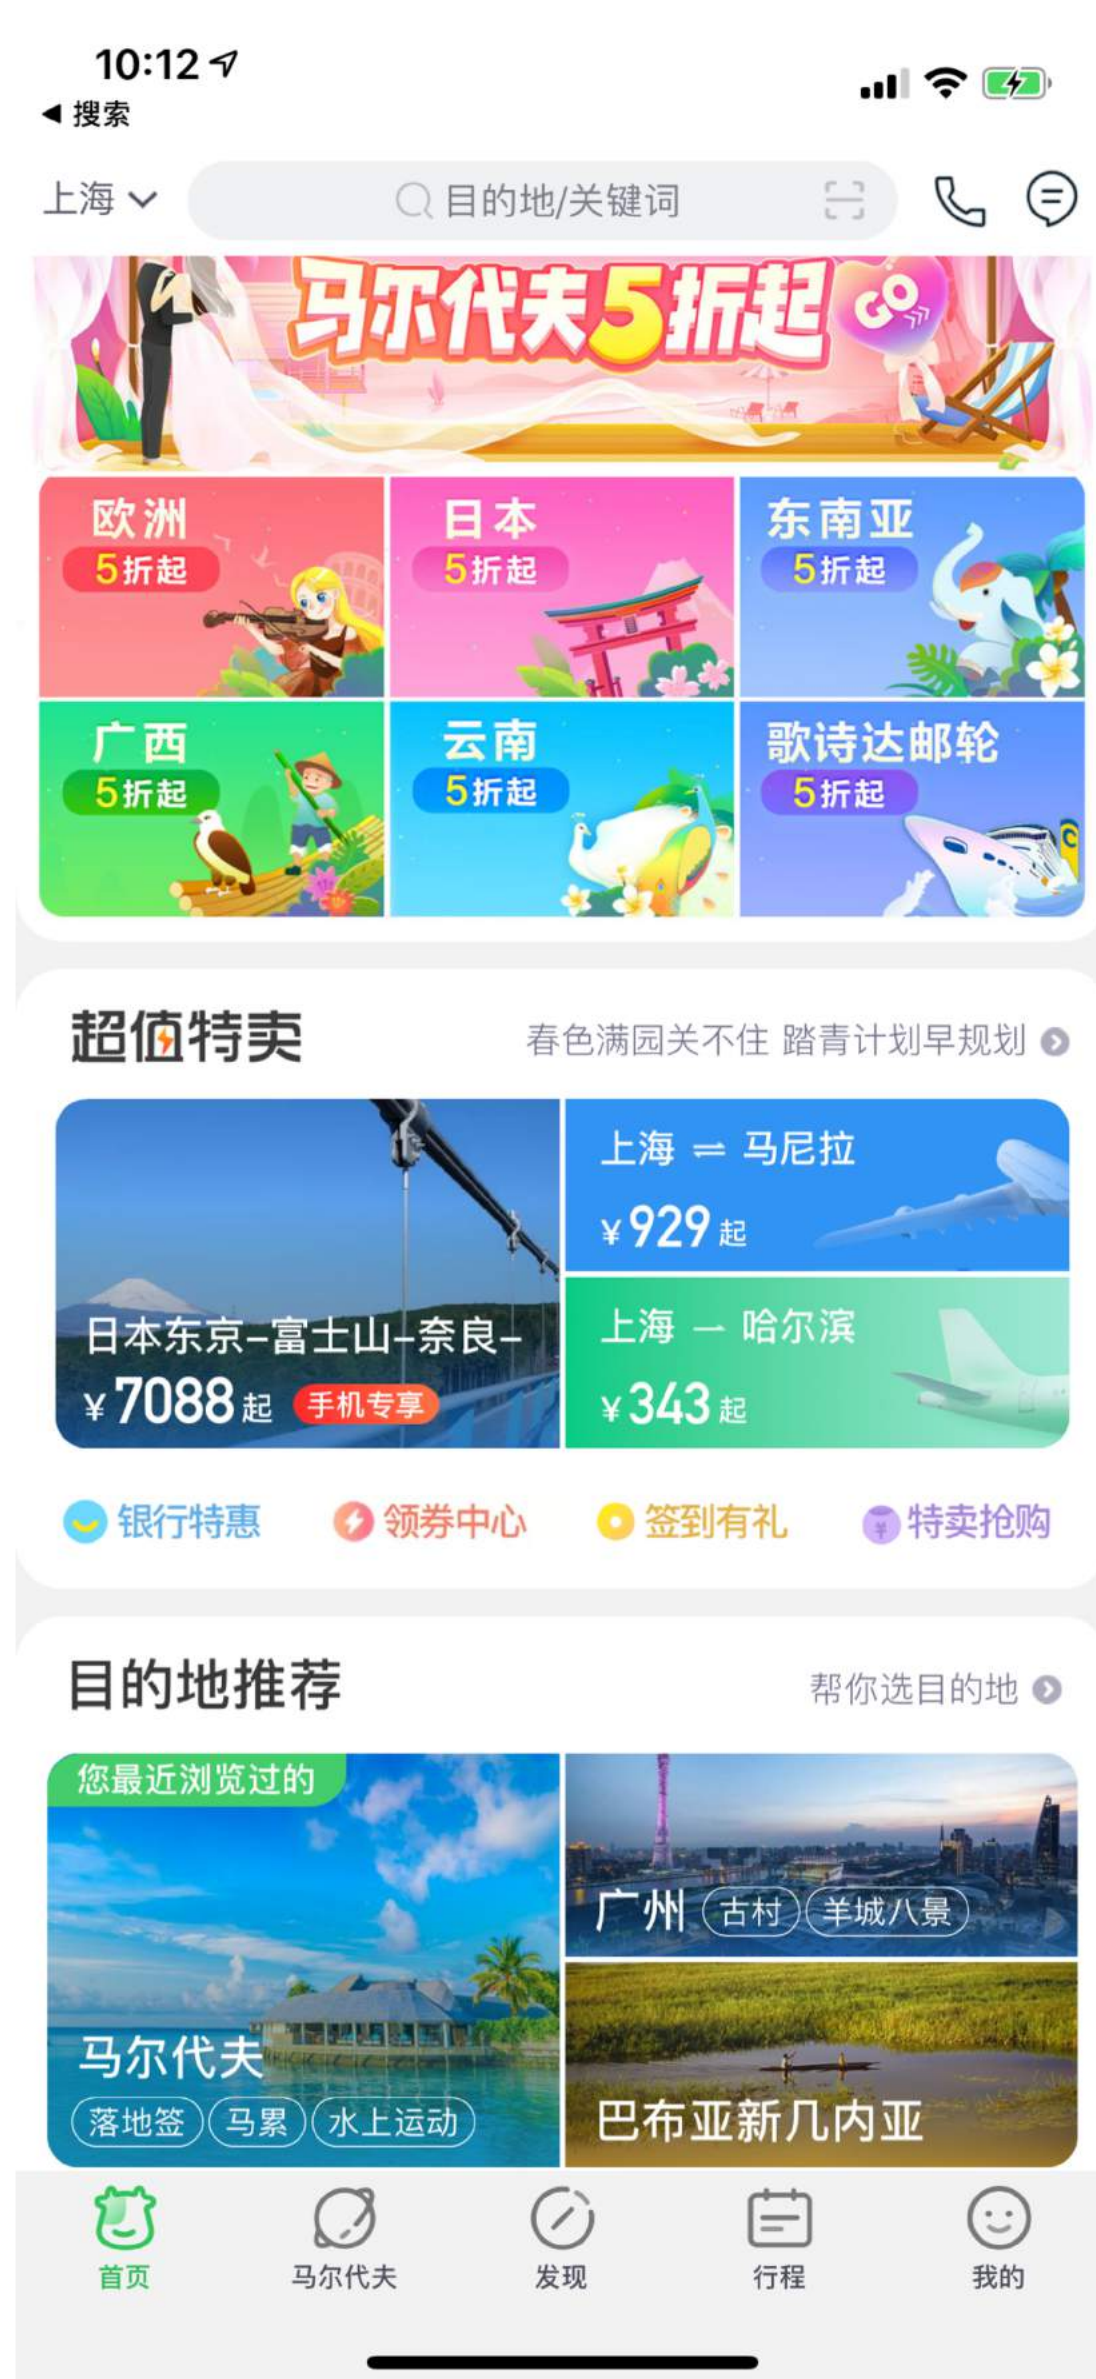 10:12
搜索
上海
目的地/关键词
马尔代夫5折起
GO
欧洲
5折起
日本
5折起
东南亚
5折起
广西
5折起
云南
5折起
歌诗达邮轮
5折起
C
超值特卖
春色满园关不住 踏青计划早规划
日本东京-富士山-奈良-
¥7088起 手机专享
上海 ⇌ 马尼拉
¥929起
上海 ⇀ 哈尔滨
¥343起
银行特惠
领券中心
签到有礼
¥ 特卖抢购
目的地推荐
帮你选目的地
您最近浏览过的
马尔代夫
落地签 马累 水上运动
广州 古村 羊城八景
巴布亚新几内亚
首页
马尔代夫
发现
行程
我的